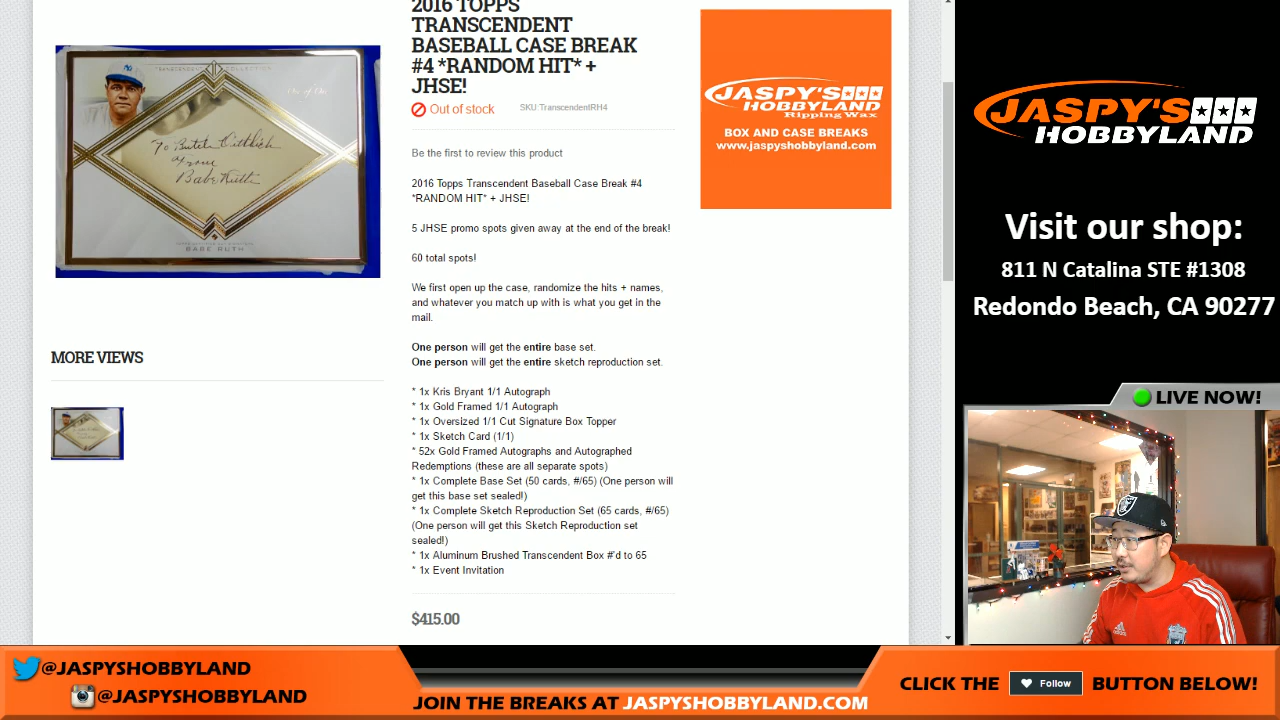 2016 TOPPS
TRANSCENDENT
BASEBALL CASE BREAK
#4 *RANDOM HIT* +
JHSE!
Out of stock
SKU:TranscendentRH4
Be the first to review this product
2016 Topps Transcendent Baseball Case Break #4
*RANDOM HIT* + JHSE!
5 JHSE promo spots given away at the end of the break!
60 total spots!
We first open up the case, randomize the hits + names,
and whatever you match up with is what you get in the
mail.
One person will get the entire base set.
One person will get the entire sketch reproduction set.
* 1x Kris Bryant 1/1 Autograph
* 1x Gold Framed 1/1 Autograph
* 1x Oversized 1/1 Cut Signature Box Topper
* 1x Sketch Card (1/1)
* 52x Gold Framed Autographs and Autographed
Redemptions (these are all separate spots)
* 1x Complete Base Set (50 cards, #/65) (One person will
get this base set sealed!)
* 1x Complete Sketch Reproduction Set (65 cards, #/65)
(One person will get this Sketch Reproduction set
sealed!)
* 1x Aluminum Brushed Transcendent Box #'d to 65
* 1x Event Invitation
$415.00
TRANSCENDENT COLLECTION
One of One
To Butch
from
Babe Ruth
BABE RUTH
MORE VIEWS
JASPY'S
HOBBYLAND
Ripping Wax
BOX AND CASE BREAKS
www.jaspyshobbyland.com
JASPY'S
HOBBYLAND
Visit our shop:
811 N Catalina STE #1308
Redondo Beach, CA 90277
LIVE NOW!
@JASPYSHOBBYLAND
@JASPYSHOBBYLAND
JOIN THE BREAKS AT JASPYSHOBBYLAND.COM
CLICK THE Follow BUTTON BELOW!